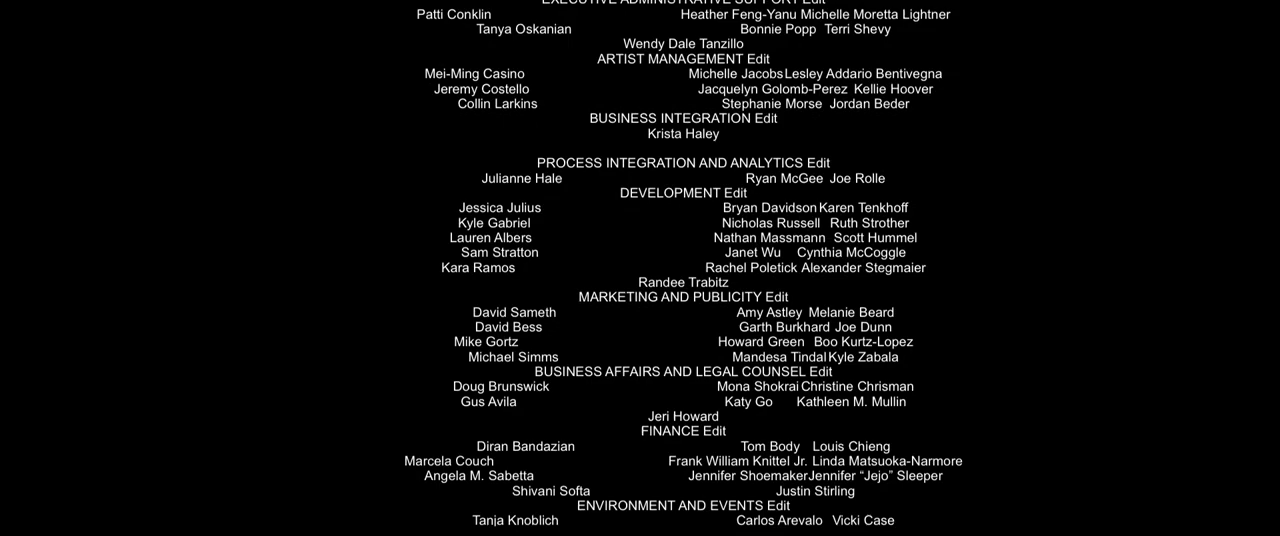 EXECUTIVE ADMINISTRATIVE SUPPORT Edit
Patti Conklin Heather Feng-Yanu Michelle Moretta Lightner
Tanya Oskanian Bonnie Popp Terri Shevy
Wendy Dale Tanzillo
ARTIST MANAGEMENT Edit
Mei-Ming Casino Michelle Jacobs Lesley Addario Bentivegna
Jeremy Costello Jacquelyn Golomb-Perez Kellie Hoover
Collin Larkins Stephanie Morse Jordan Beder
BUSINESS INTEGRATION Edit
Krista Haley
PROCESS INTEGRATION AND ANALYTICS Edit
Julianne Hale Ryan McGee Joe Rolle
DEVELOPMENT Edit
Jessica Julius Bryan Davidson Karen Tenkhoff
Kyle Gabriel Nicholas Russell Ruth Strother
Lauren Albers Nathan Massmann Scott Hummel
Sam Stratton Janet Wu Cynthia McCoggle
Kara Ramos Rachel Poletick Alexander Stegmaier
Randee Trabitz
MARKETING AND PUBLICITY Edit
David Sameth Amy Astley Melanie Beard
David Bess Garth Burkhard Joe Dunn
Mike Gortz Howard Green Boo Kurtz-Lopez
Michael Simms Mandesa Tindal Kyle Zabala
BUSINESS AFFAIRS AND LEGAL COUNSEL Edit
Doug Brunswick Mona Shokrai Christine Chrisman
Gus Avila Katy Go Kathleen M. Mullin
Jeri Howard
FINANCE Edit
Diran Bandazian Tom Body Louis Chieng
Marcela Couch Frank William Knittel Jr. Linda Matsuoka-Narmore
Angela M. Sabetta Jennifer Shoemaker Jennifer “Jejo” Sleeper
Shivani Softa Justin Stirling
ENVIRONMENT AND EVENTS Edit
Tanja Knoblich Carlos Arevalo Vicki Case